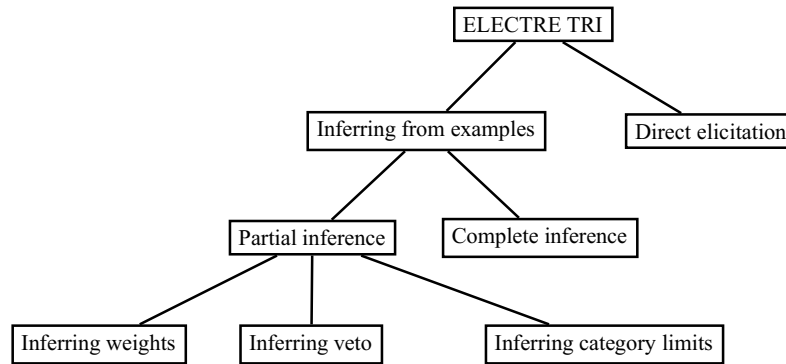 ELECTRE TRI
Inferring from examples
Direct elicitation
Partial inference
Complete inference
Inferring weights
Inferring veto
Inferring category limits